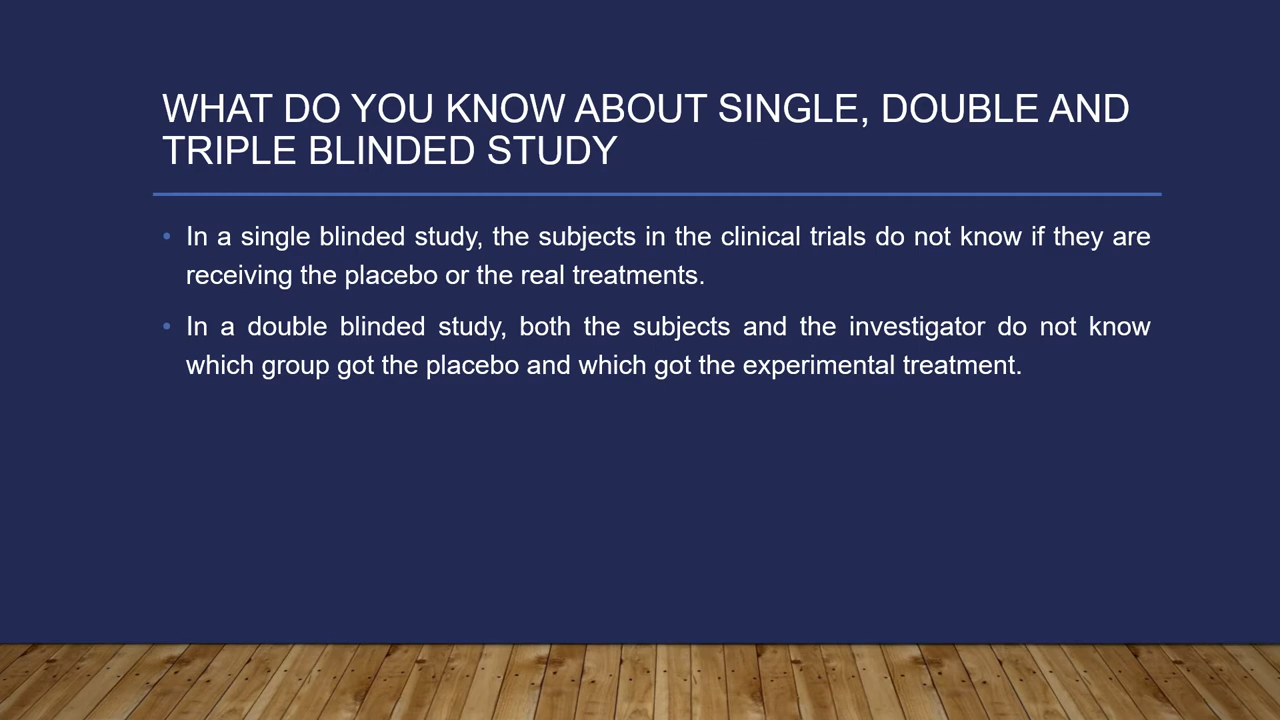 WHAT DO YOU KNOW ABOUT SINGLE, DOUBLE AND
TRIPLE BLINDED STUDY
• In a single blinded study, the subjects in the clinical trials do not know if they are
receiving the placebo or the real treatments.
• In a double blinded study, both the subjects and the investigator do not know
which group got the placebo and which got the experimental treatment.